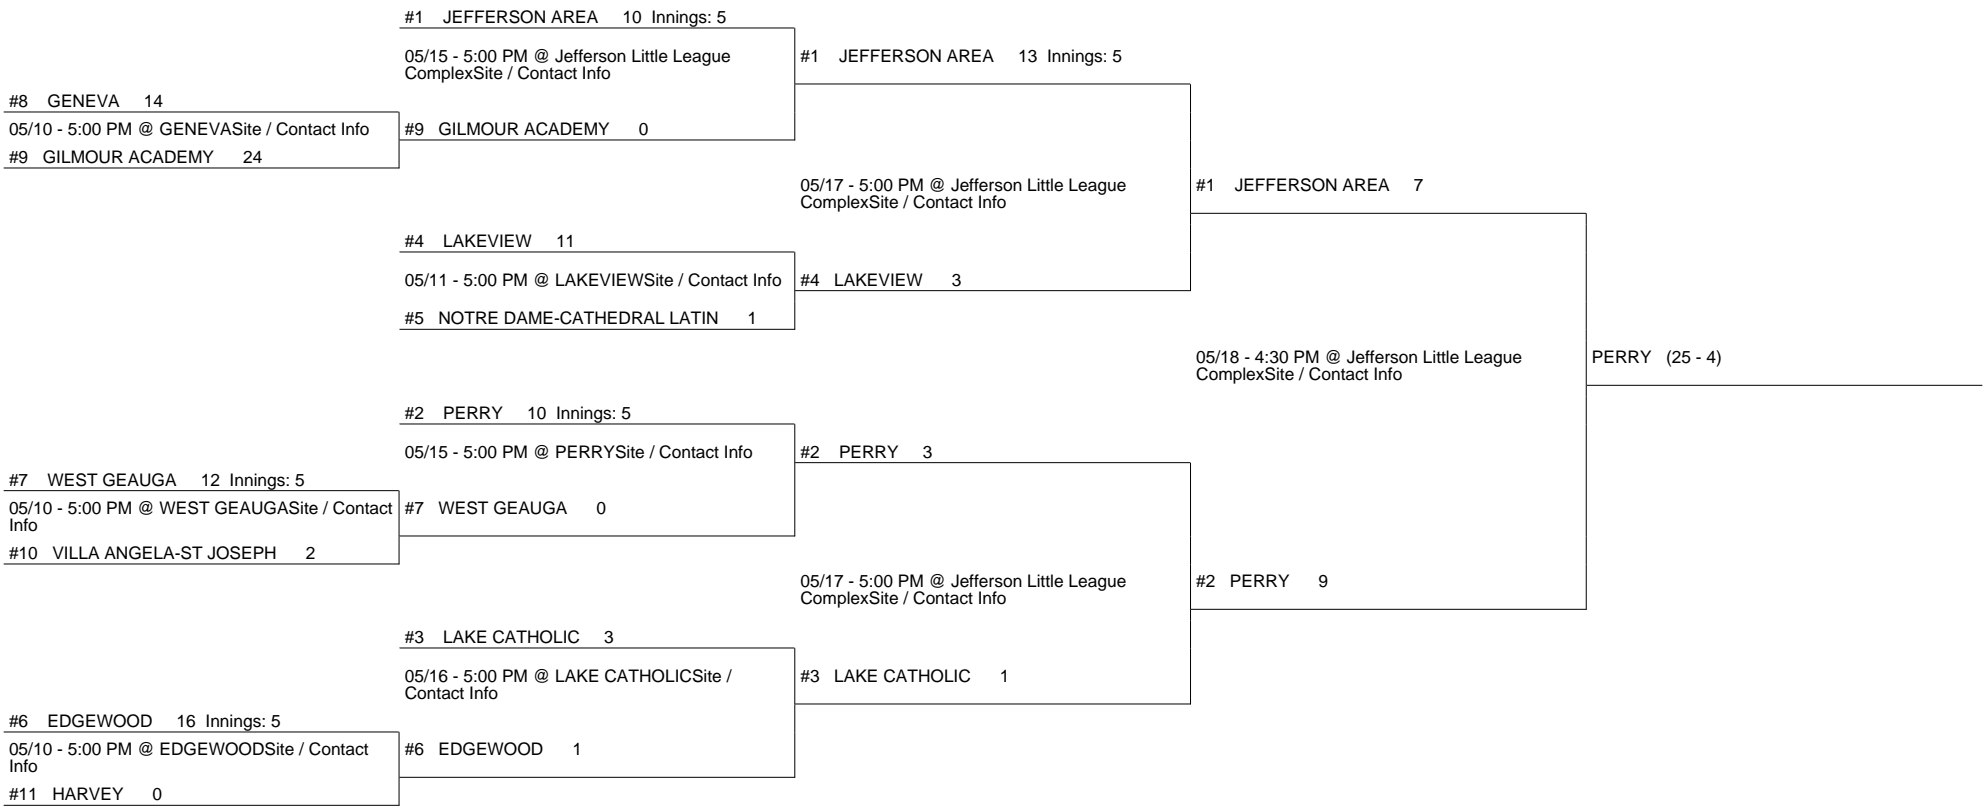 #1 JEFFERSON AREA 10 Innings: 5
05/15 - 5:00 PM @ Jefferson Little League
ComplexSite / Contact Info
#1 JEFFERSON AREA 13 Innings: 5
#8 GENEVA 14
05/10 - 5:00 PM @ GENEVASite / Contact Info
#9 GILMOUR ACADEMY 0
#9 GILMOUR ACADEMY 24
05/17 - 5:00 PM @ Jefferson Little League
ComplexSite / Contact Info
#1 JEFFERSON AREA 7
#4 LAKEVIEW 11
05/11 - 5:00 PM @ LAKEVIEWSite / Contact Info
#4 LAKEVIEW 3
#5 NOTRE DAME-CATHEDRAL LATIN 1
05/18 - 4:30 PM @ Jefferson Little League
ComplexSite / Contact Info
PERRY (25 - 4)
#2 PERRY 10 Innings: 5
05/15 - 5:00 PM @ PERRYSite / Contact Info
#2 PERRY 3
#7 WEST GEAUGA 12 Innings: 5
05/10 - 5:00 PM @ WEST GEAUGASite / Contact
Info
#7 WEST GEAUGA 0
#10 VILLA ANGELA-ST JOSEPH 2
05/17 - 5:00 PM @ Jefferson Little League
ComplexSite / Contact Info
#2 PERRY 9
#3 LAKE CATHOLIC 3
05/16 - 5:00 PM @ LAKE CATHOLICSite /
Contact Info
#3 LAKE CATHOLIC 1
#6 EDGEWOOD 16 Innings: 5
05/10 - 5:00 PM @ EDGEWOODSite / Contact
Info
#6 EDGEWOOD 1
#11 HARVEY 0